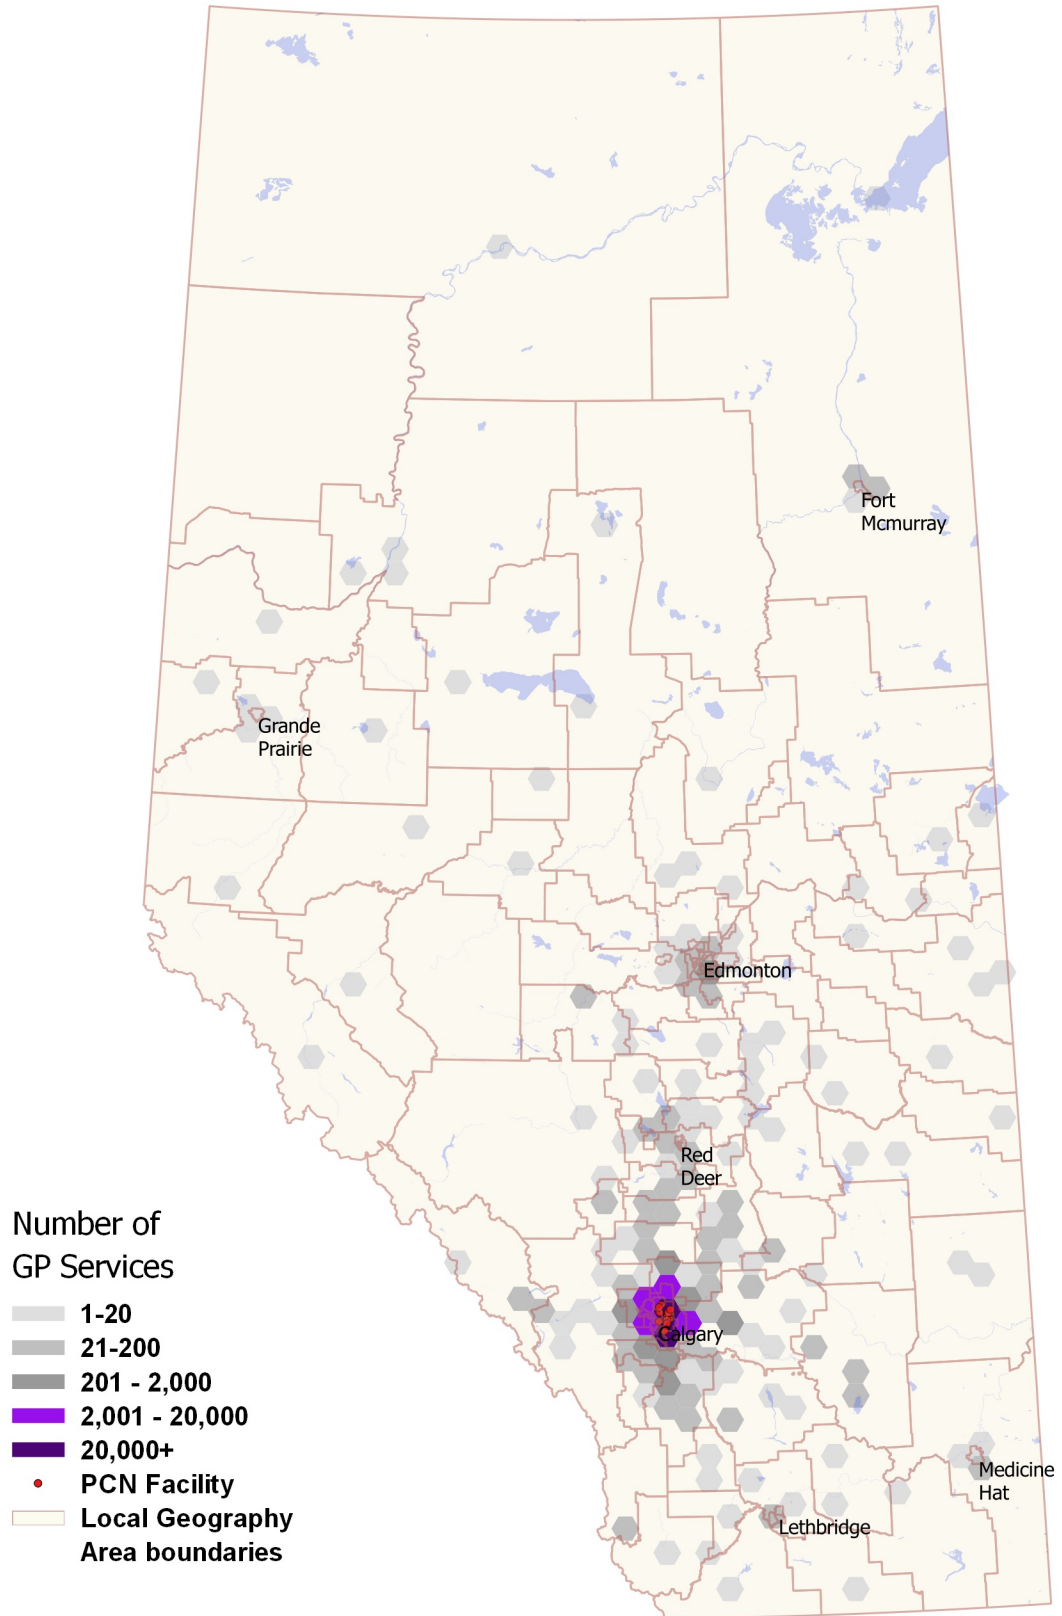 Fort
Mcmurray
Grande
Prairie
Edmonton
Red
Deer
Calgary
Medicine
Hat
Lethbridge
Number of
GP Services
1-20
21-200
201 - 2,000
2,001 - 20,000
20,000+
PCN Facility
Local Geography
Area boundaries